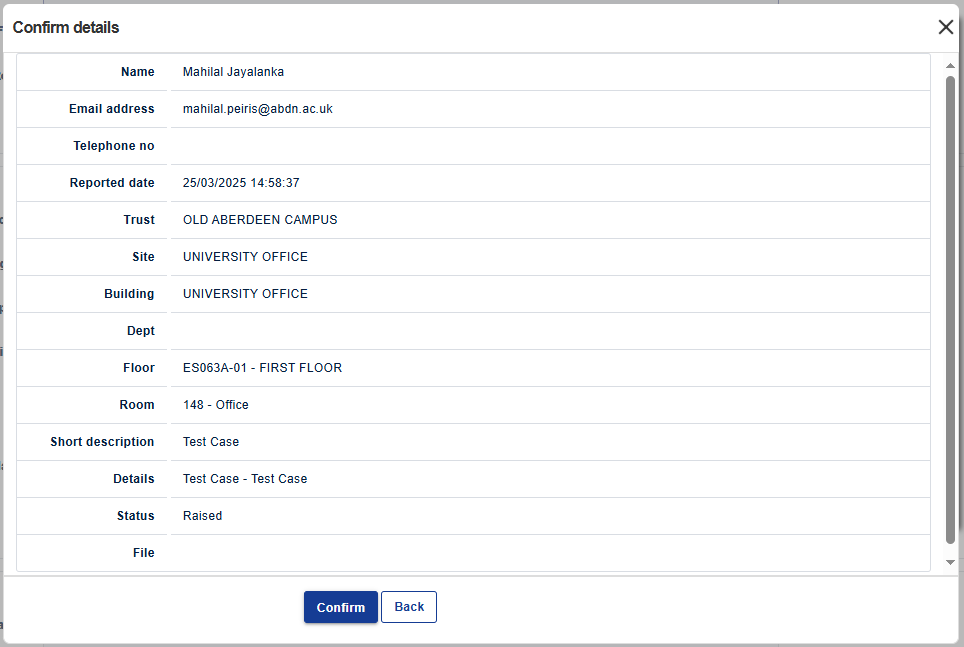 Confirm details
Name Mahilal Jayalanka
Email address mahilal.peiris@abdn.ac.uk
Telephone no
Reported date 25/03/2025 14:58:37
Trust OLD ABERDEEN CAMPUS
Site UNIVERSITY OFFICE
Building UNIVERSITY OFFICE
Dept
Floor ES063A-01 - FIRST FLOOR
Room 148 - Office
Short description Test Case
Details Test Case - Test Case
Status Raised
File
Confirm Back